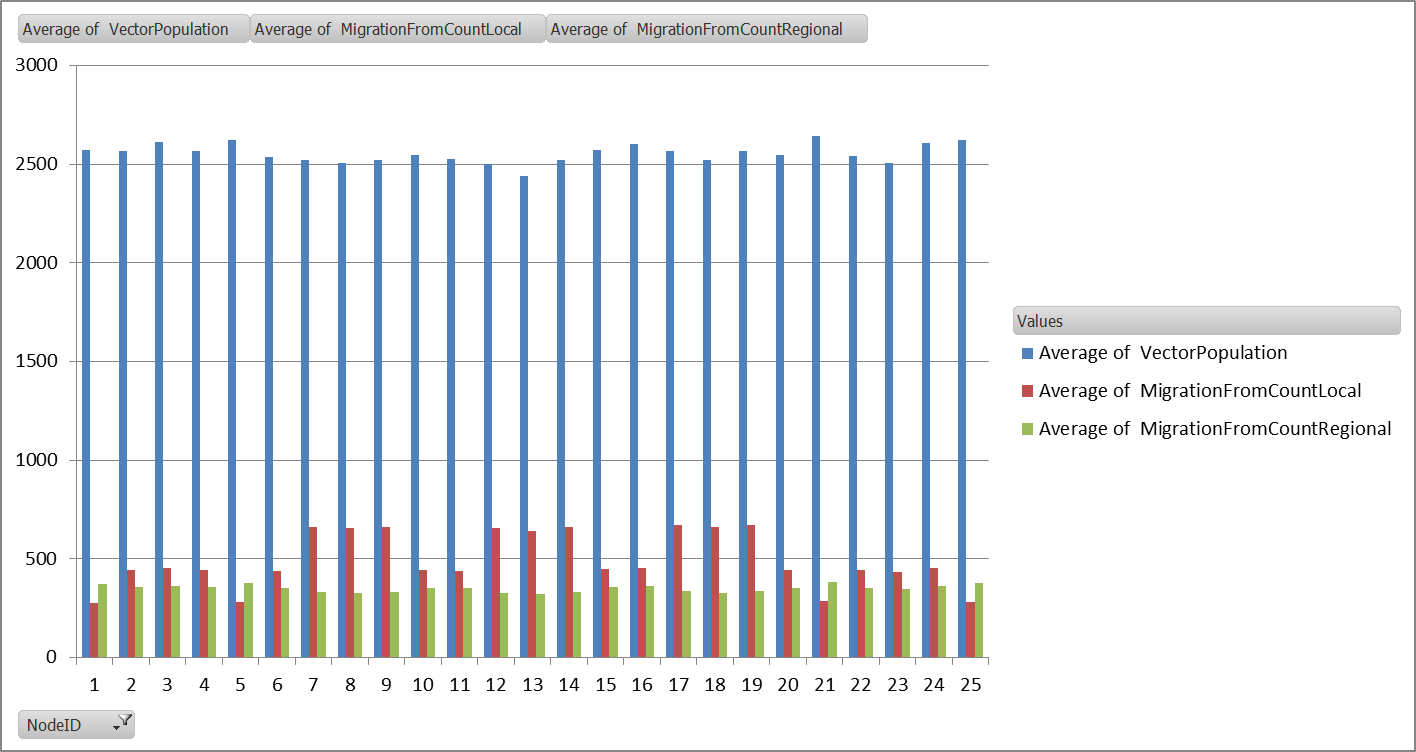 Average of  VectorPopulation Average of  MigrationFromCountLocal Average of  MigrationFromCountRegional
3000
2500
2000
1500
1000
500
0
1 2 3 4 5 6 7 8 9 10 11 12 13 14 15 16 17 18 19 20 21 22 23 24 25
Values
Average of  VectorPopulation
Average of  MigrationFromCountLocal
Average of  MigrationFromCountRegional
NodeID